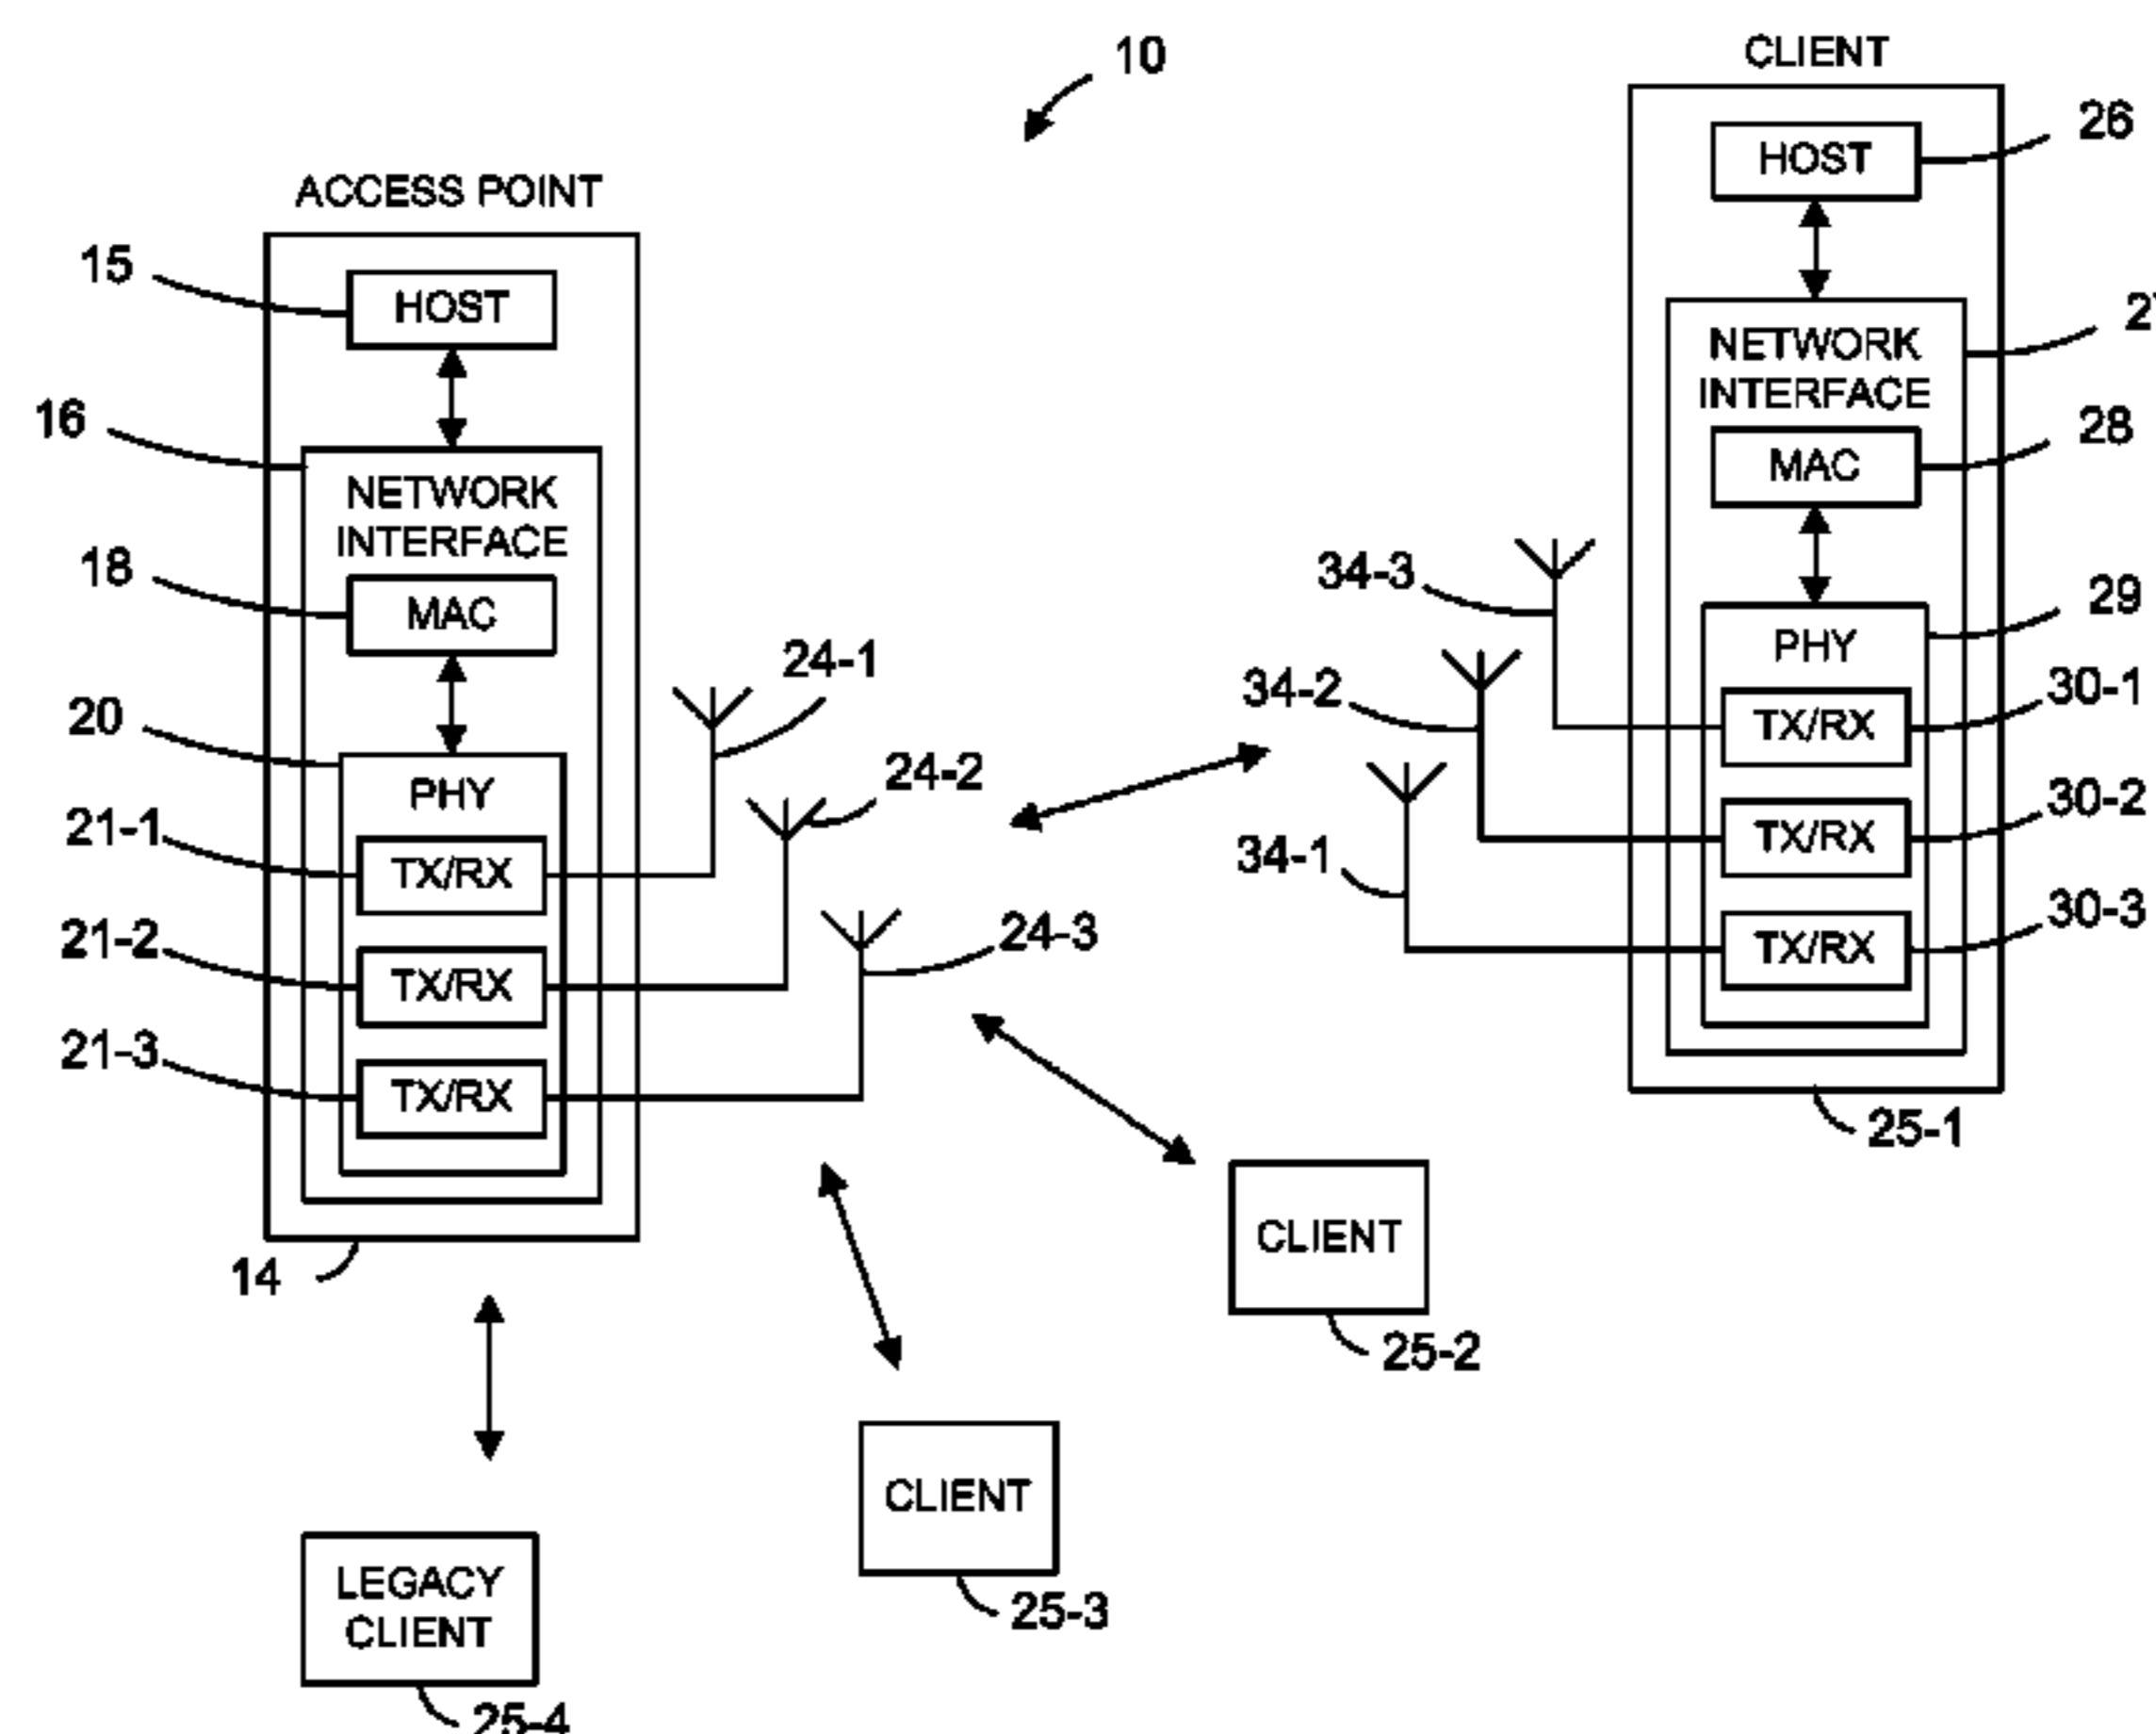 10
CLIENT
HOST
26
ACCESS POINT
15
HOST
NETWORK
INTERFACE
16
NETWORK
INTERFACE
MAC
28
18
MAC
34-3
29
PHY
24-1
34-2
30-1
TX/RX
20
PHY
24-2
30-2
TX/RX
21-1
TX/RX
34-1
30-3
TX/RX
21-2
TX/RX
24-3
21-3
TX/RX
25-1
14
CLIENT
25-2
CLIENT
25-3
LEGACY
CLIENT
25-4